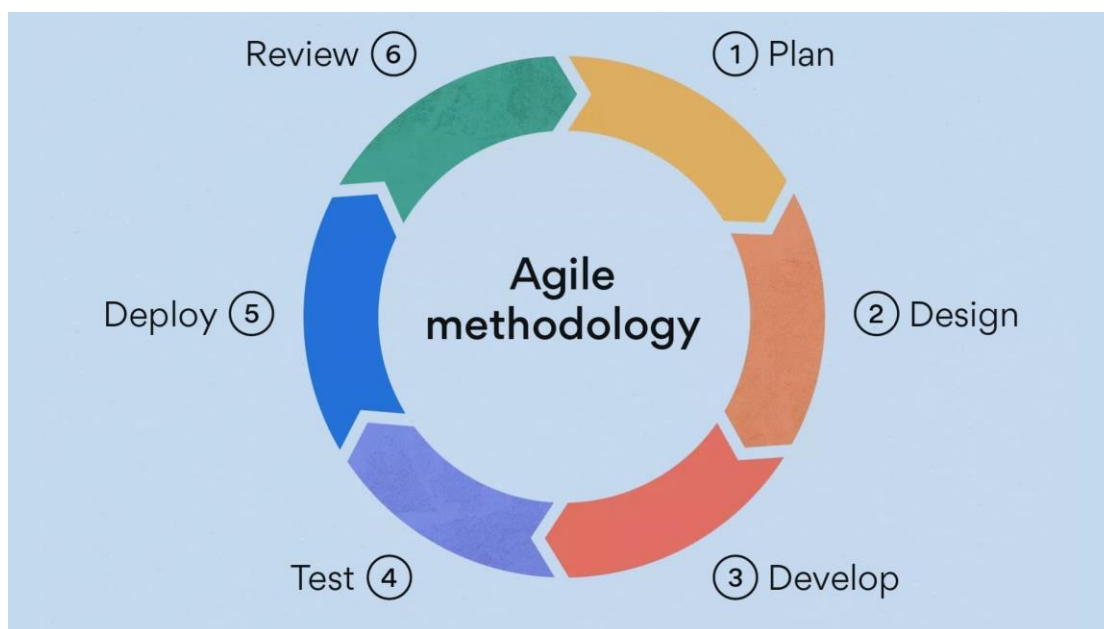 Agile
methodology
1 Plan
2 Design
3 Develop
Test 4
Deploy 5
Review 6